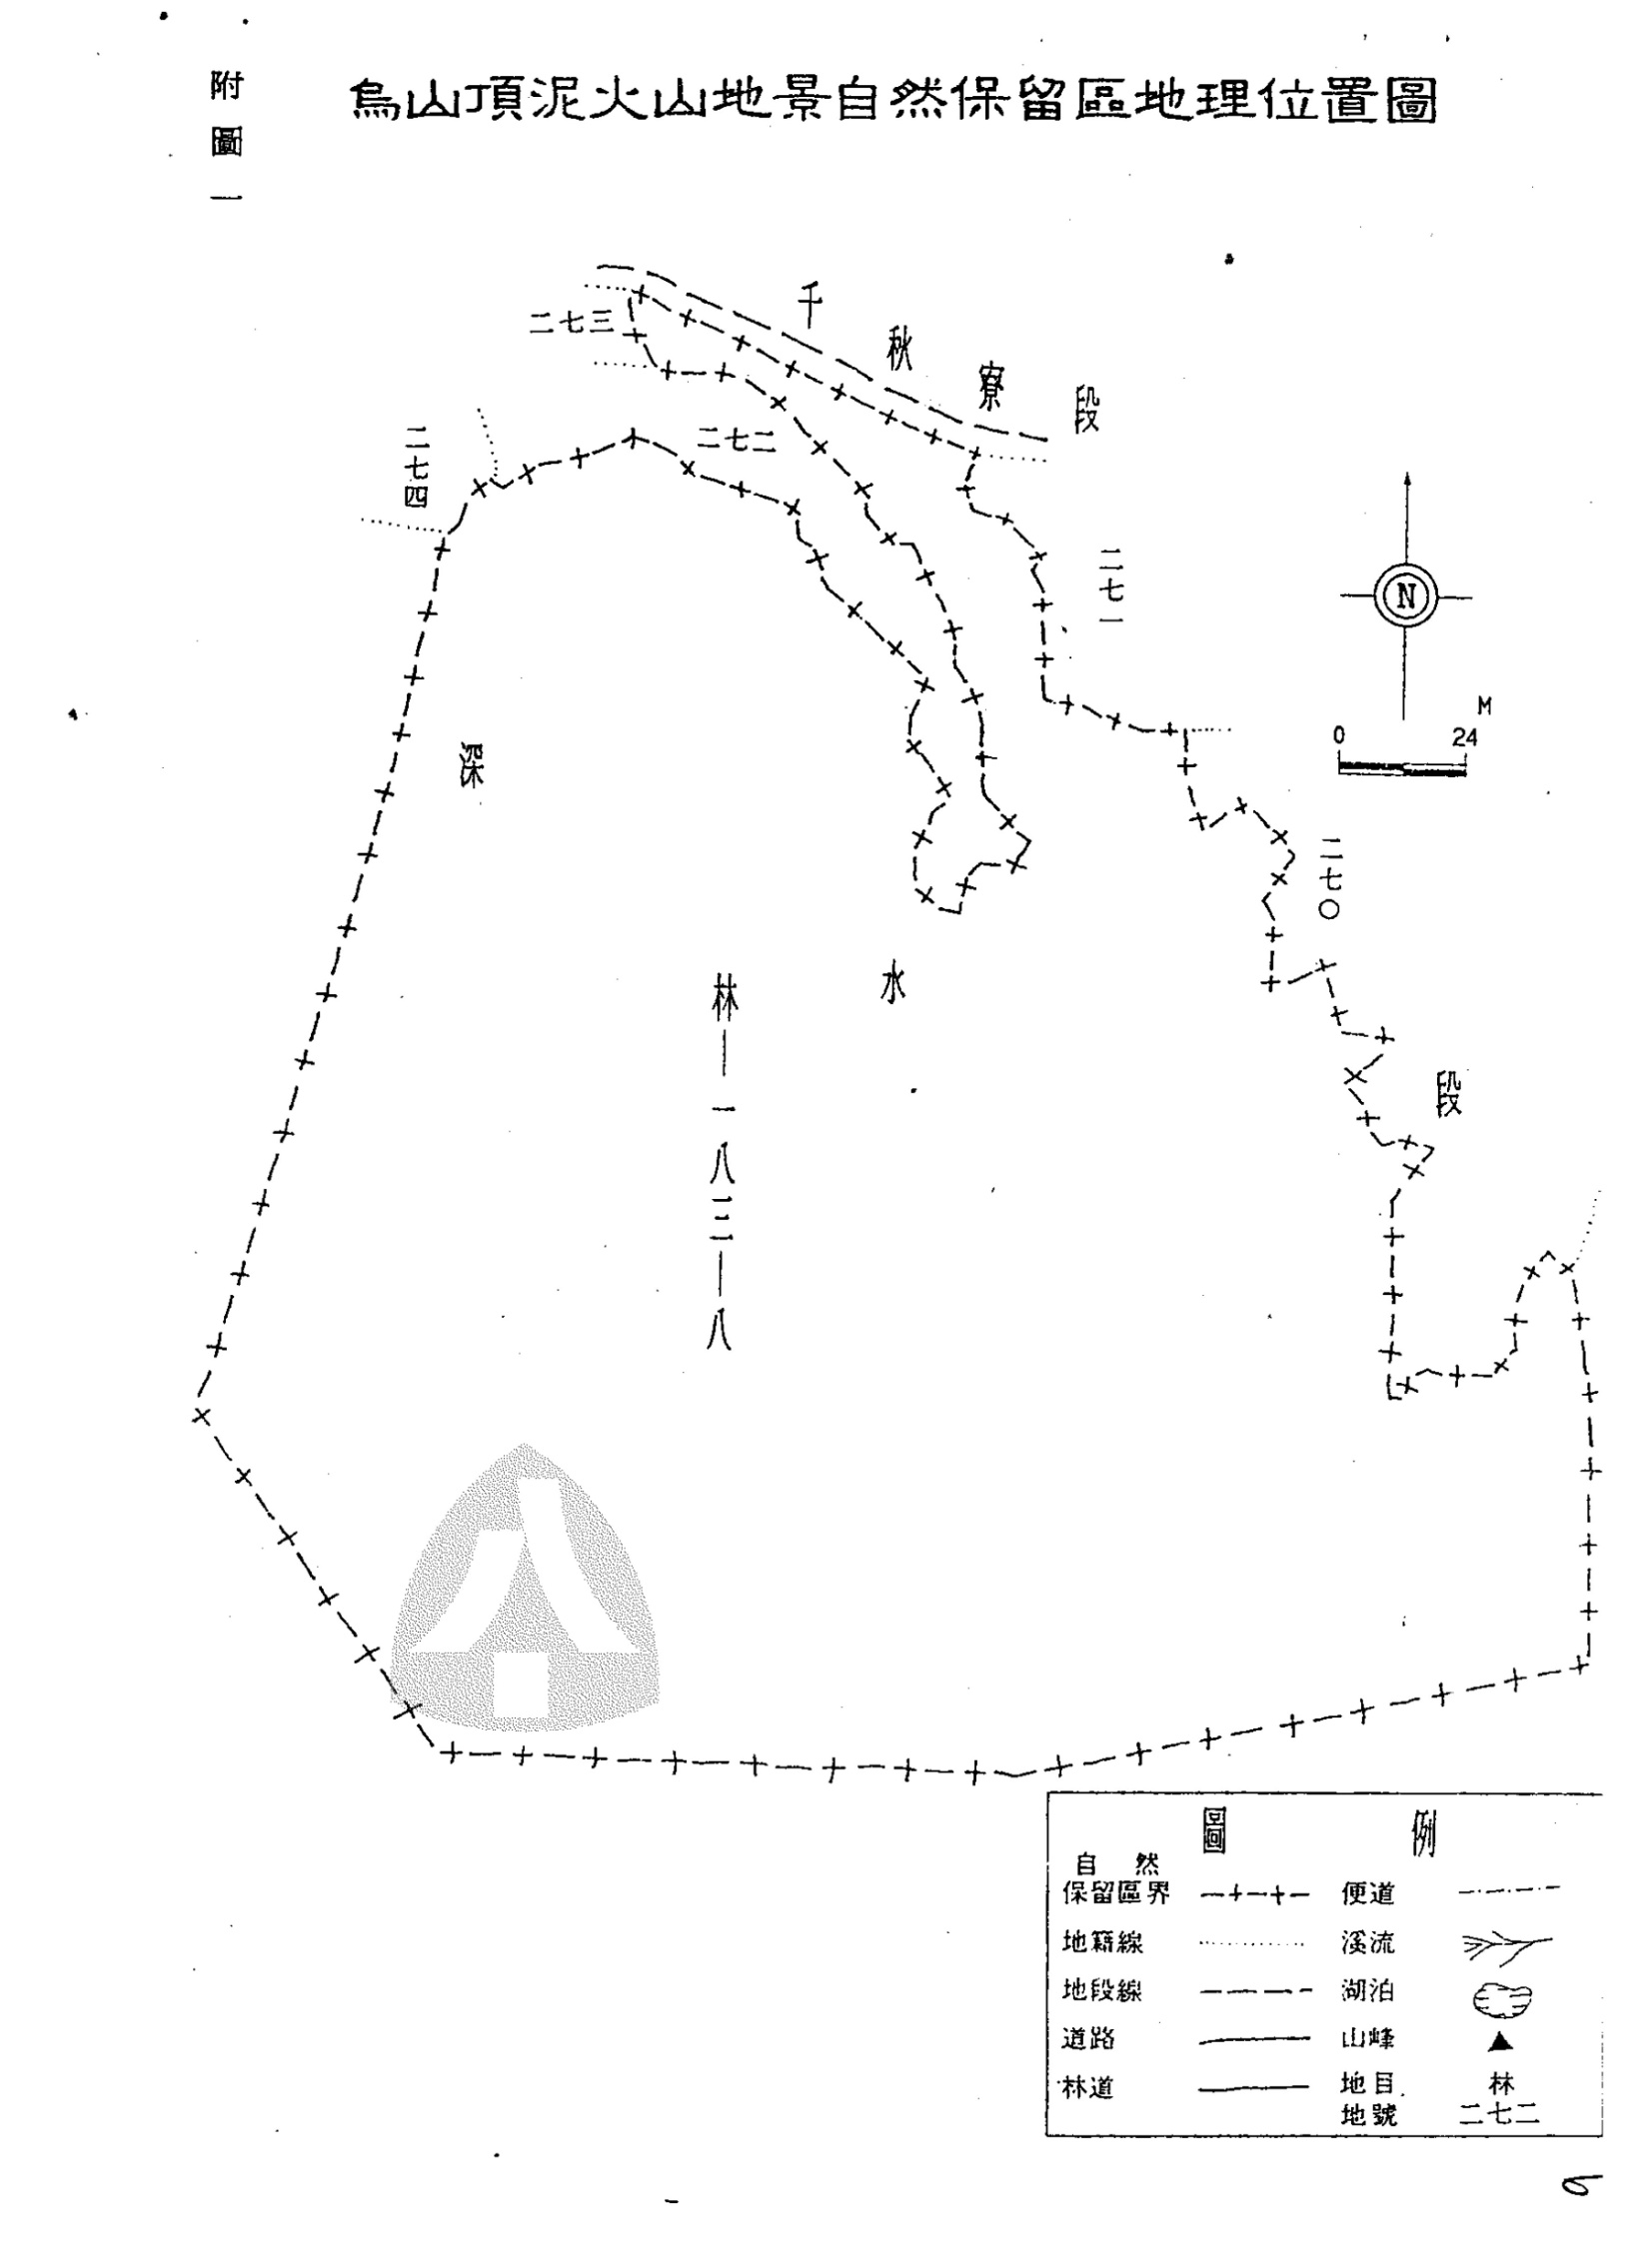 附圖一
烏山頂泥火山地景自然保留區地理位置圖
千秋寮段
二七三
二七二
二七四
二七一
N
M
0 24
深水段
二七〇
林—一八三—八
圖例
自然
保留區界
便道
地籍線
溪流
地段線
湖泊
道路
山峰
林道
地目 林
地號 二七二